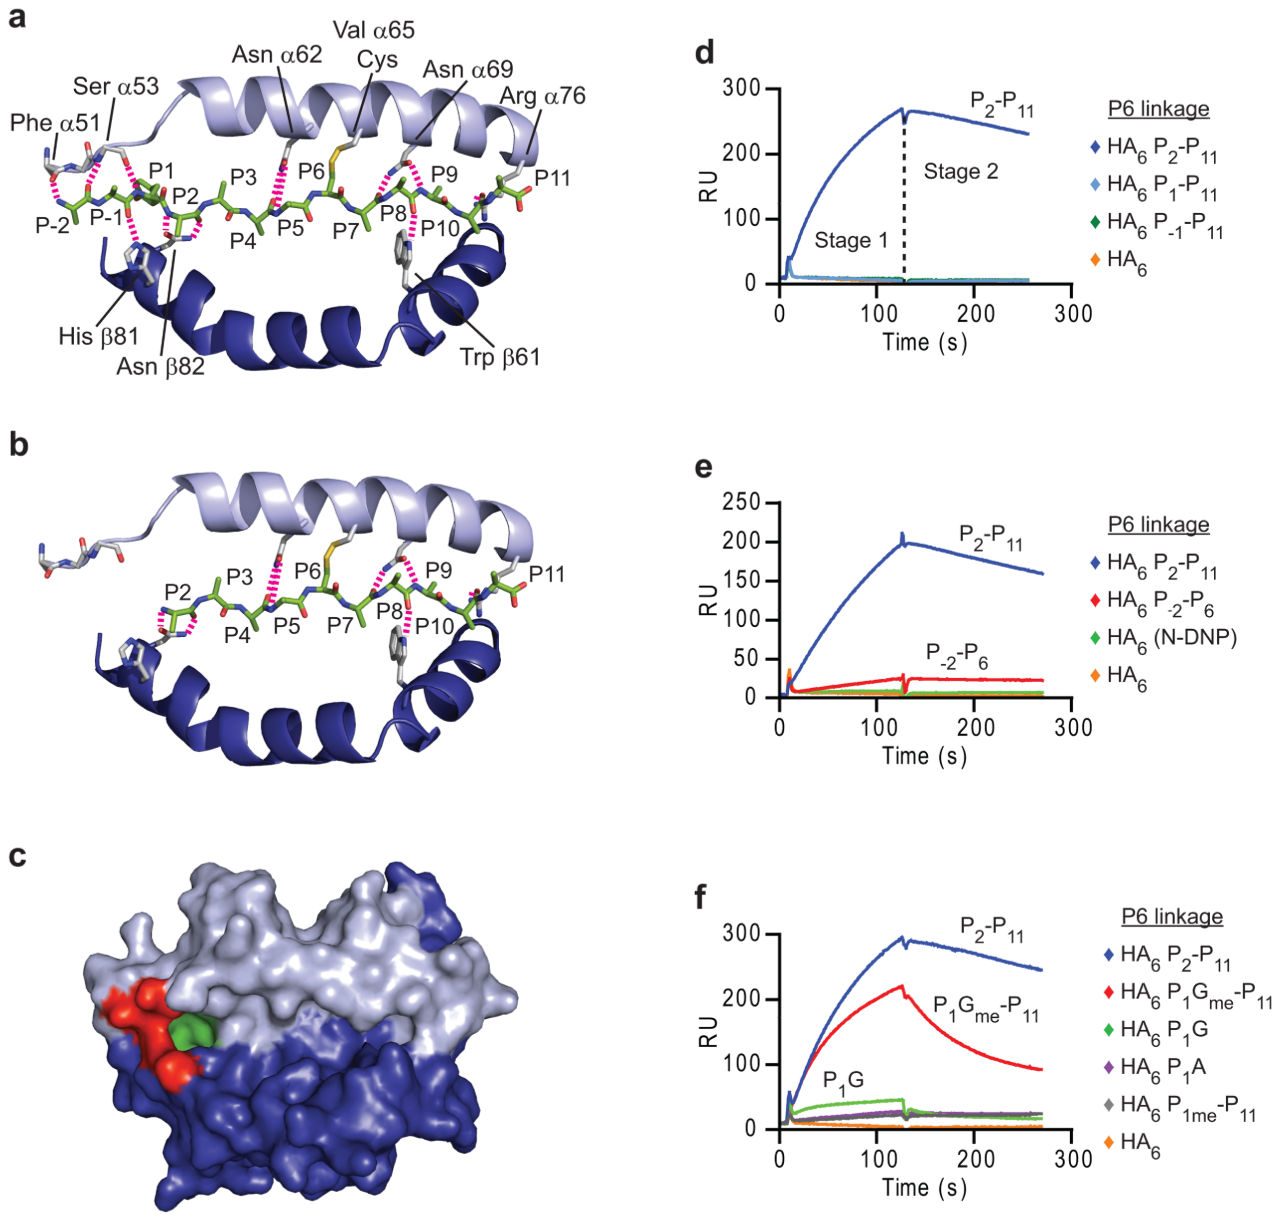 a
Val α65
Cys
Asn α62
Asn α69
Ser α53
Arg α76
Phe α51
P1
P2
P3
P6
P9
P11
P-2
P-1
P4
P5
P7
P8
P10
His β81
Asn β82
Trp β61
b
P2
P3
P6
P9
P11
P4
P5
P7
P8
P10
c
d
300
200
100
0
RU
P2-P11
Stage 1
Stage 2
0
100
200
300
Time (s)
P6 linkage
HA6 P2-P11
HA6 P1-P11
HA6 P-1-P11
HA6
e
250
200
150
100
50
0
RU
P2-P11
P-2-P6
0
100
200
300
Time (s)
P6 linkage
HA6 P2-P11
HA6 P-2-P6
HA6 (N-DNP)
HA6
f
300
200
100
0
RU
P2-P11
P1Gme-P11
P1G
0
100
200
300
Time (s)
P6 linkage
HA6 P2-P11
HA6 P1Gme-P11
HA6 P1G
HA6 P1A
HA6 P1me-P11
HA6